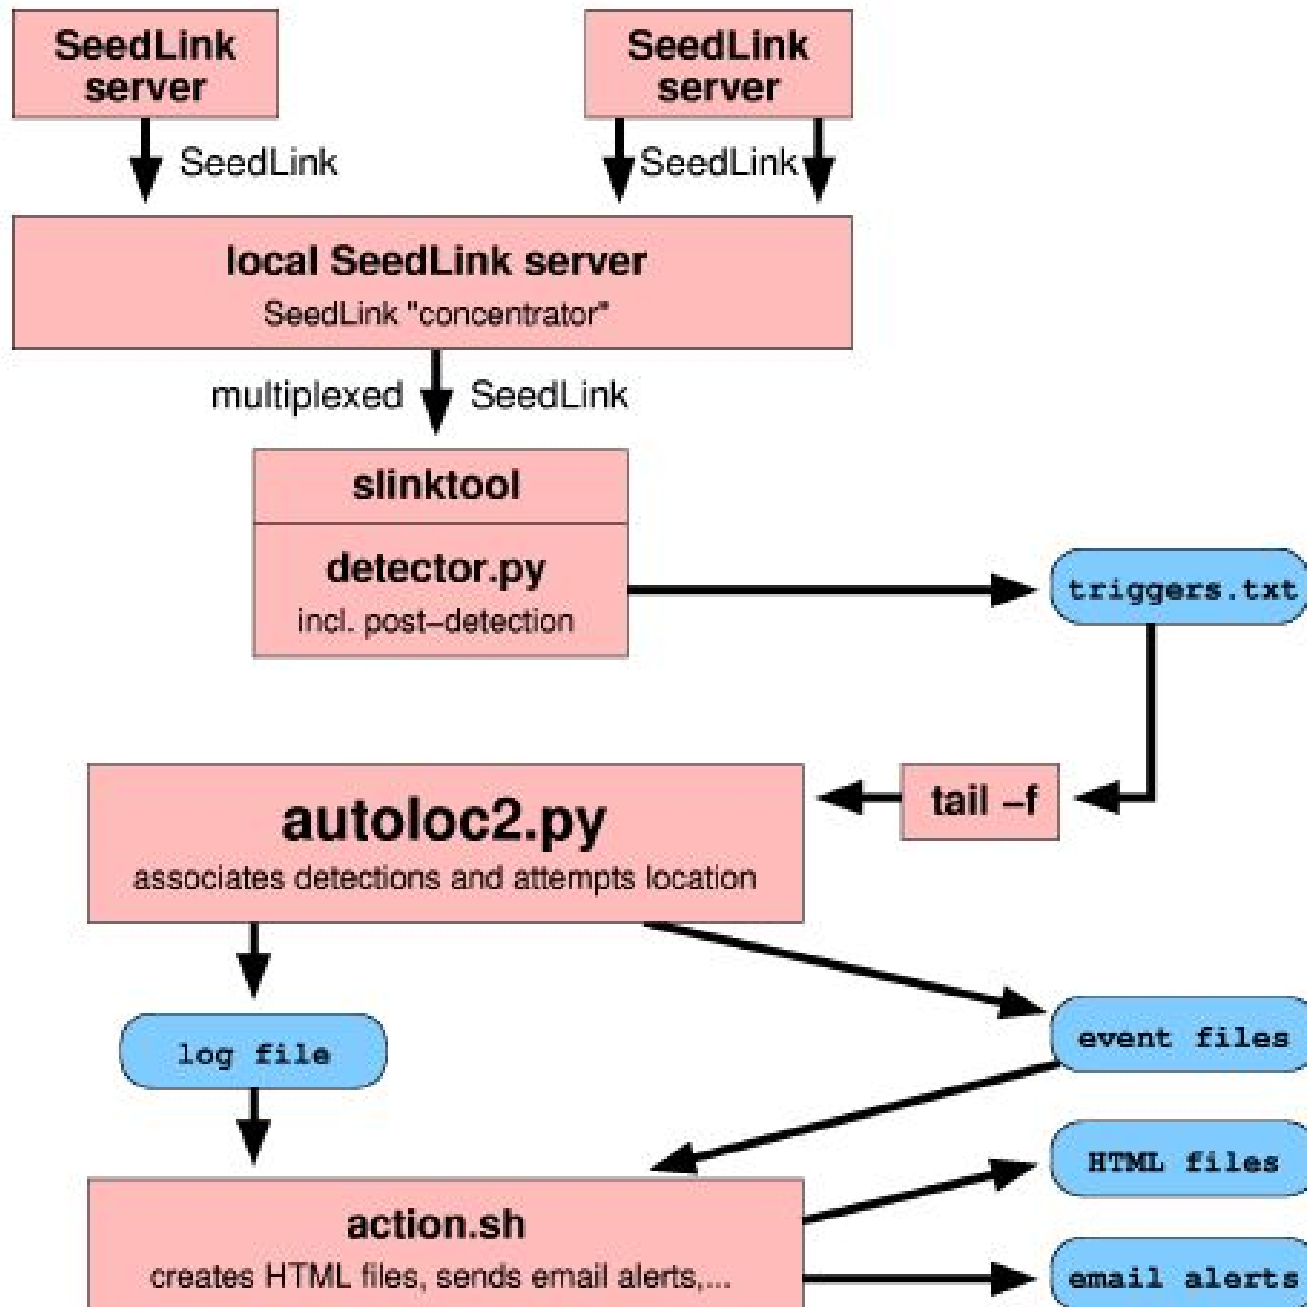 SeedLink
server
SeedLink
server
SeedLink
SeedLink
local SeedLink server
SeedLink "concentrator"
multiplexed SeedLink
slinktool
detector.py
incl. post–detection
triggers.txt
tail –f
autoloc2.py
associates detections and attempts location
log file
event files
HTML files
action.sh
creates HTML files, sends email alerts,...
email alerts